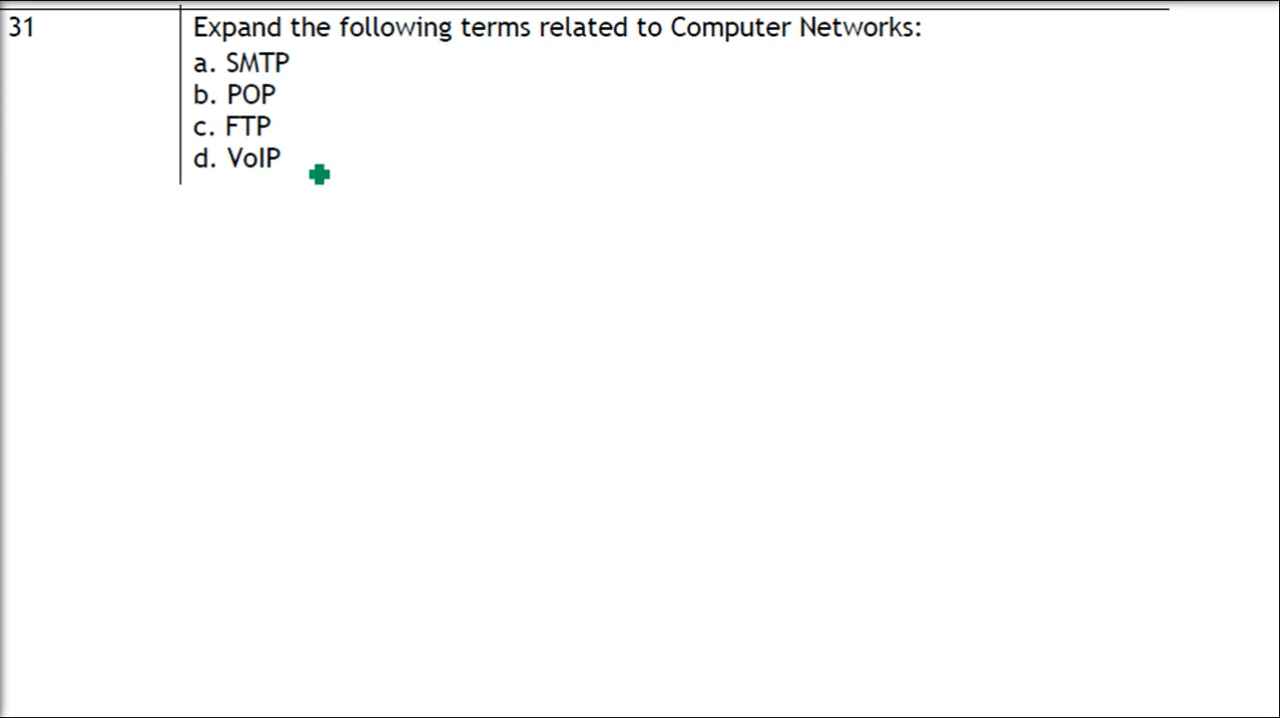 31 Expand the following terms related to Computer Networks:
a. SMTP
b. POP
c. FTP
d. VoIP